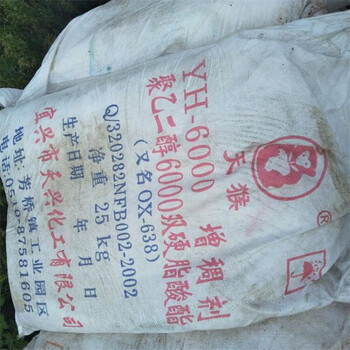 天猴
®
YH-6000 增稠剂
聚乙二醇6000双硬脂酸酯
(又名OX-638)
Q/320282NFB002-2002
净重 25kg
生产日期 年 月 日
宜兴市天兴化工有限公司
地址:芳桥镇工业园区
电话:0510-87581605